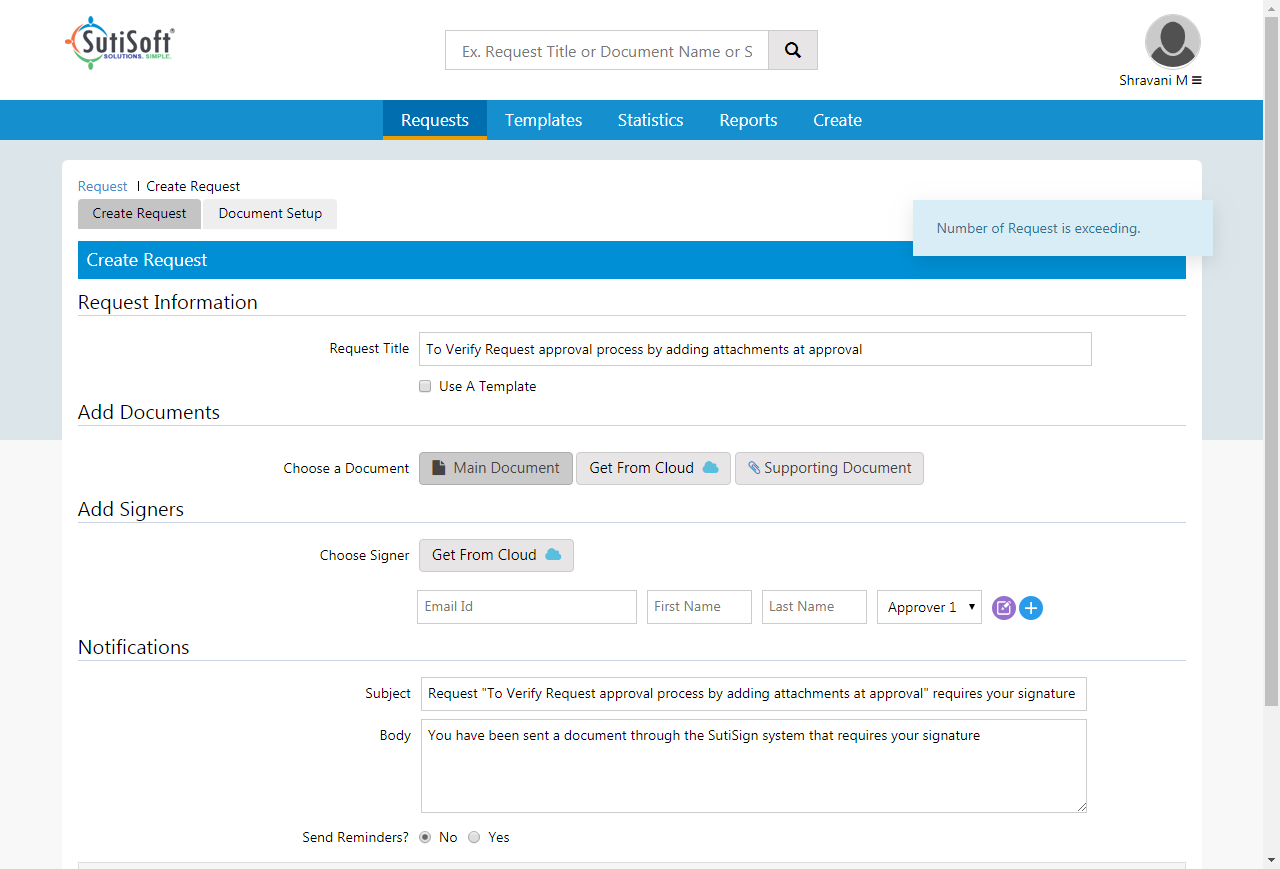 SutiSoft®
SOLUTIONS. SIMPLE.
Ex. Request Title or Document Name or S
Shravani M
Requests Templates Statistics Reports Create
Request | Create Request
Create Request Document Setup
Number of Request is exceeding.
Create Request
Request Information
Request Title To Verify Request approval process by adding attachments at approval
Use A Template
Add Documents
Choose a Document Main Document Get From Cloud Supporting Document
Add Signers
Choose Signer Get From Cloud
Email Id First Name Last Name Approver 1
Notifications
Subject Request "To Verify Request approval process by adding attachments at approval" requires your signature
Body You have been sent a document through the SutiSign system that requires your signature
Send Reminders? No Yes